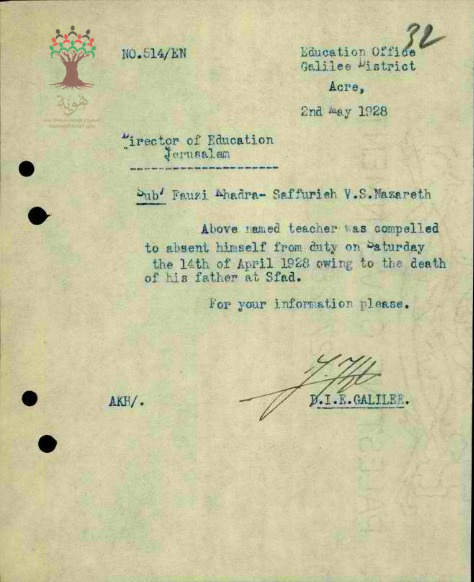 32
هوية
NO.514/EN
Education Office
Galilee District
Acre,
2nd May 1928
Director of Education
Jerusalem
Sub' Fauzi Khadra- Saffurieh V.S.Nazareth
Above named teacher was compelled
to absent himself from duty on Saturday
the 14th of April 1928 owing to the death
of his father at Sfad.
For your information please.
AKH/.
D.I.E.GALILEE.